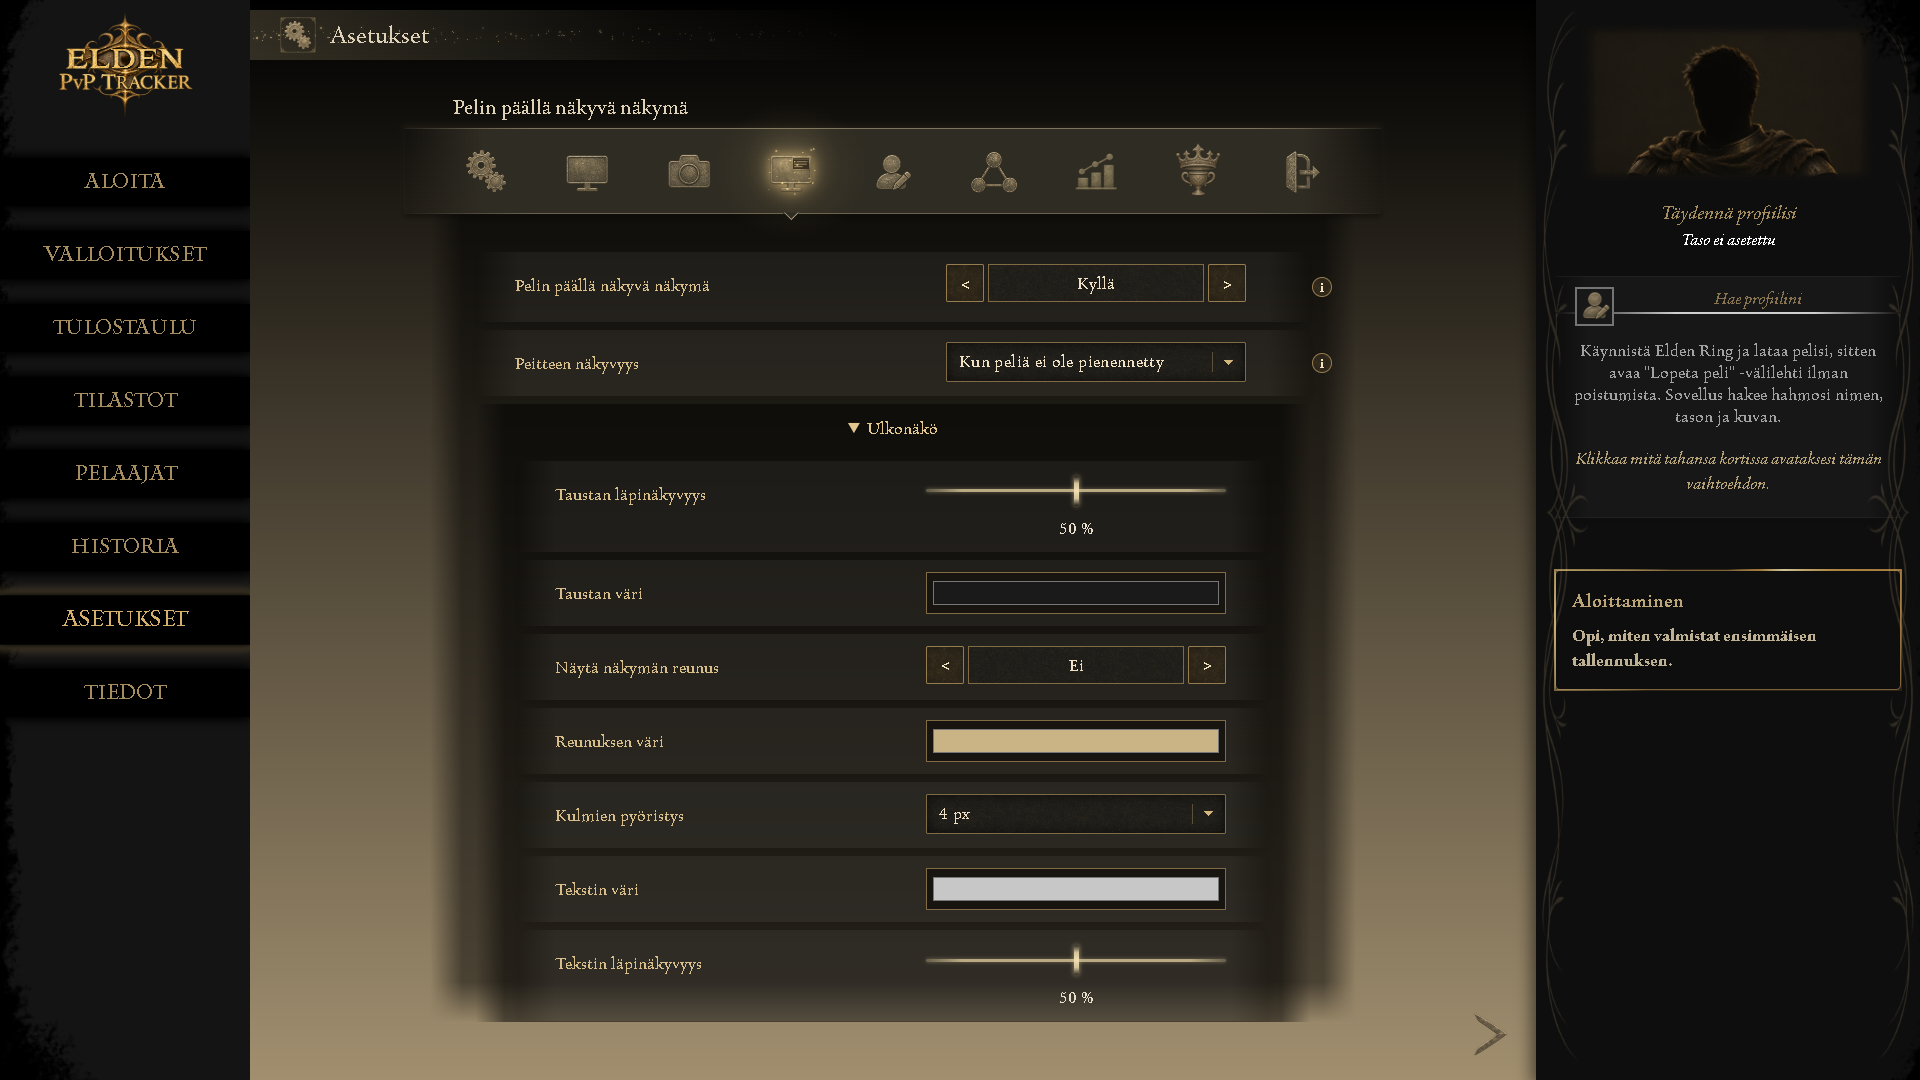 ELDEN
PVP TRACKER
ALOITA
VALLOITUKSET
TULOSTAULU
TILASTOT
PELAAJAT
HISTORIA
ASETUKSET
TIEDOT
Asetukset
Pelin päällä näkyvä näkymä
Pelin päällä näkyvä näkymä
< Kyllä >
i
Peitteen näkyvyys
Kun peliä ei ole pienennetty
i
▼ Ulkonäkö
Taustan läpinäkyvyys
50 %
Taustan väri
Näytä näkymän reunus
< Ei >
Reunuksen väri
Kulmien pyöristys
4 px
Tekstin väri
Tekstin läpinäkyvyys
50 %
Täydennä profiilisi
Taso ei asetettu
Hae profiilini
Käynnistä Elden Ring ja lataa pelisi, sitten
avaa "Lopeta peli" -välilehti ilman
poistumista. Sovellus hakee hahmosi nimen,
tason ja kuvan.
Klikkaa mitä tahansa kortissa avataksesi tämän
vaihtoehdon.
Aloittaminen
Opi, miten valmistat ensimmäisen
tallennuksen.